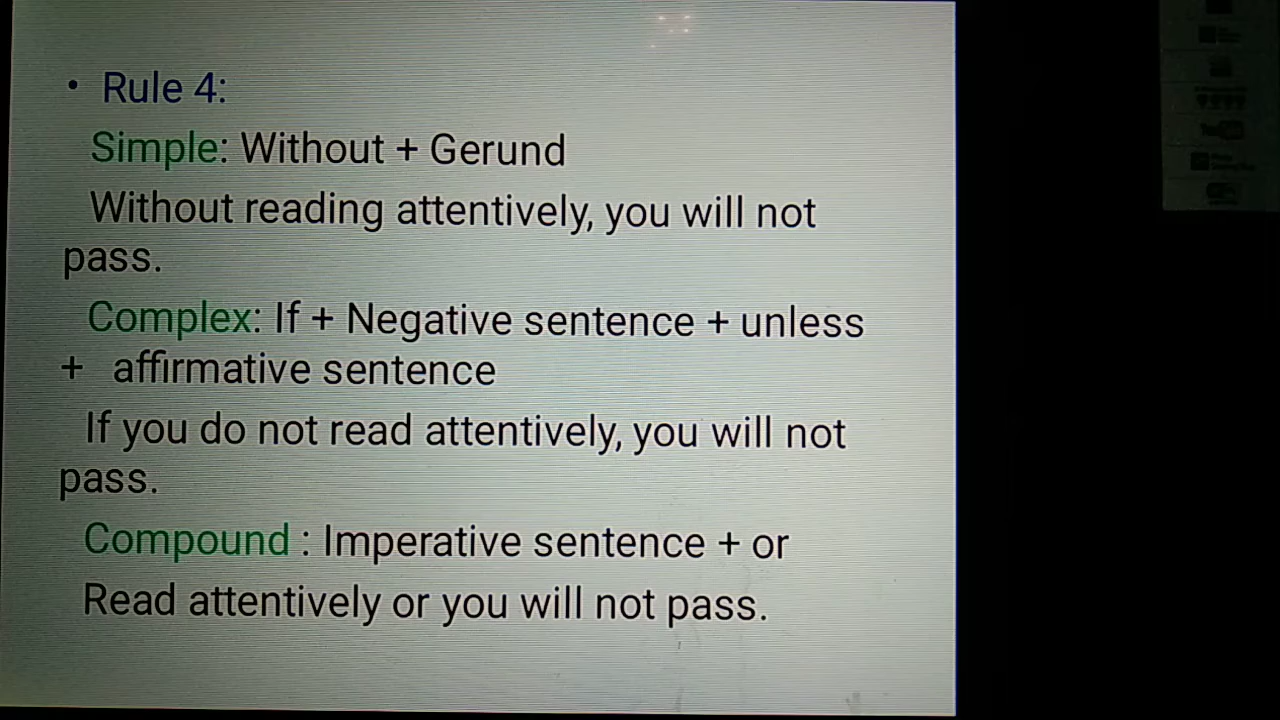 • Rule 4:
Simple: Without + Gerund
Without reading attentively, you will not
pass.
Complex: If + Negative sentence + unless
+ affirmative sentence
If you do not read attentively, you will not
pass.
Compound : Imperative sentence + or
Read attentively or you will not pass.